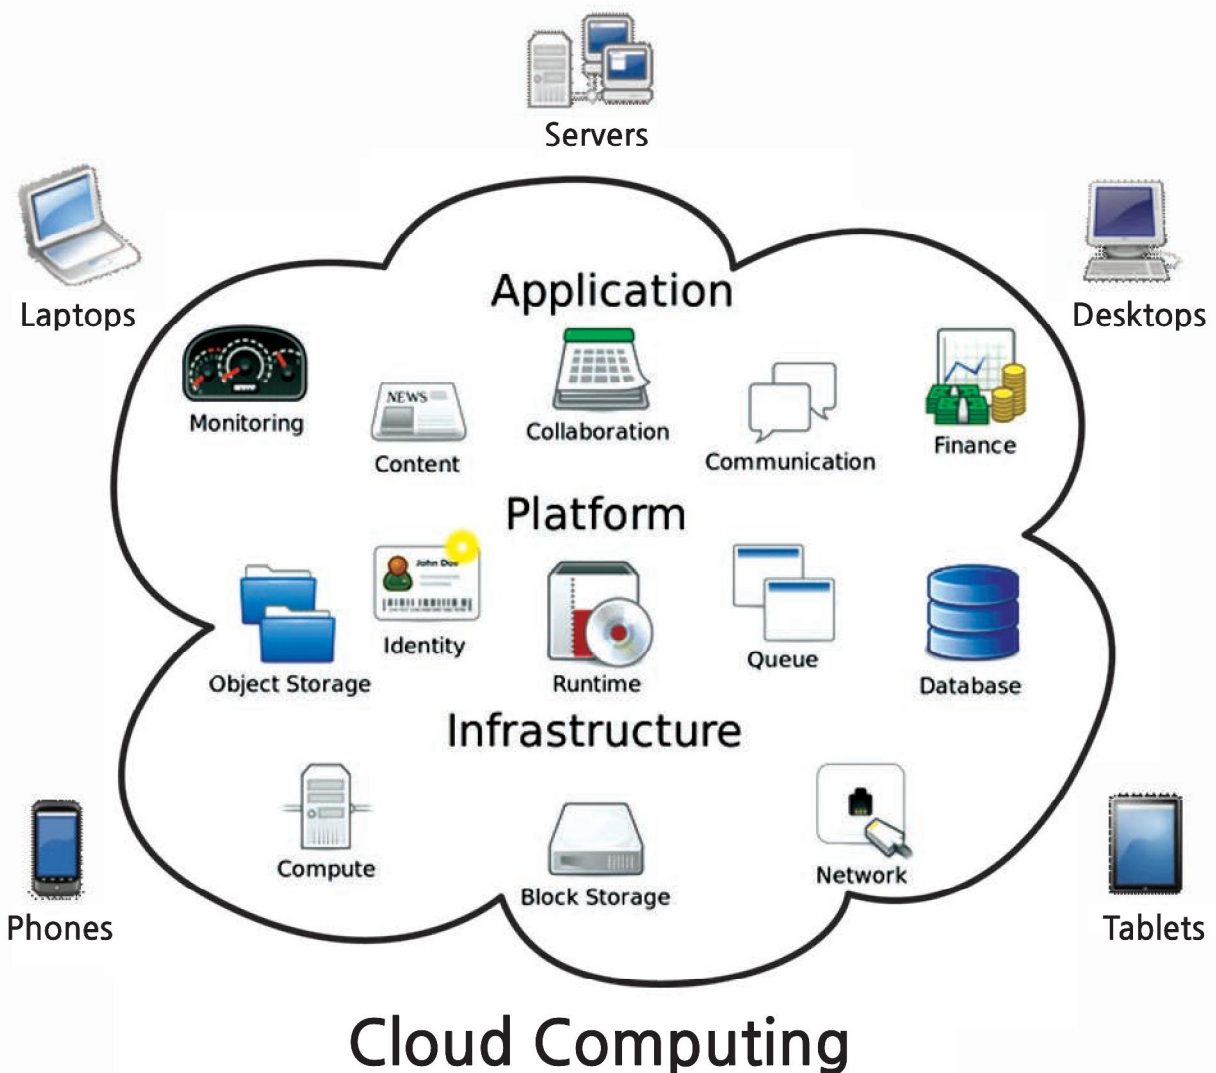 Servers
Laptops
Desktops
Application
Monitoring
NEWS
Content
Collaboration
Communication
Finance
Platform
Object Storage
John Doe
Identity
Runtime
Queue
Database
Infrastructure
Compute
Block Storage
Network
Phones
Tablets
Cloud Computing